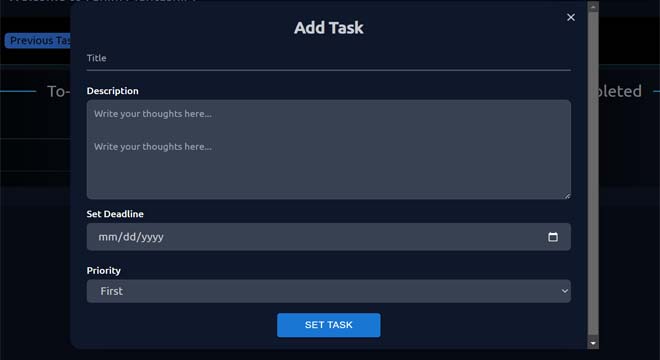 Add Task
Previous Tas
Title
To-
pleted
Description
Write your thoughts here...
Write your thoughts here...
Set Deadline
mm/dd/yyyy
Priority
First
SET TASK